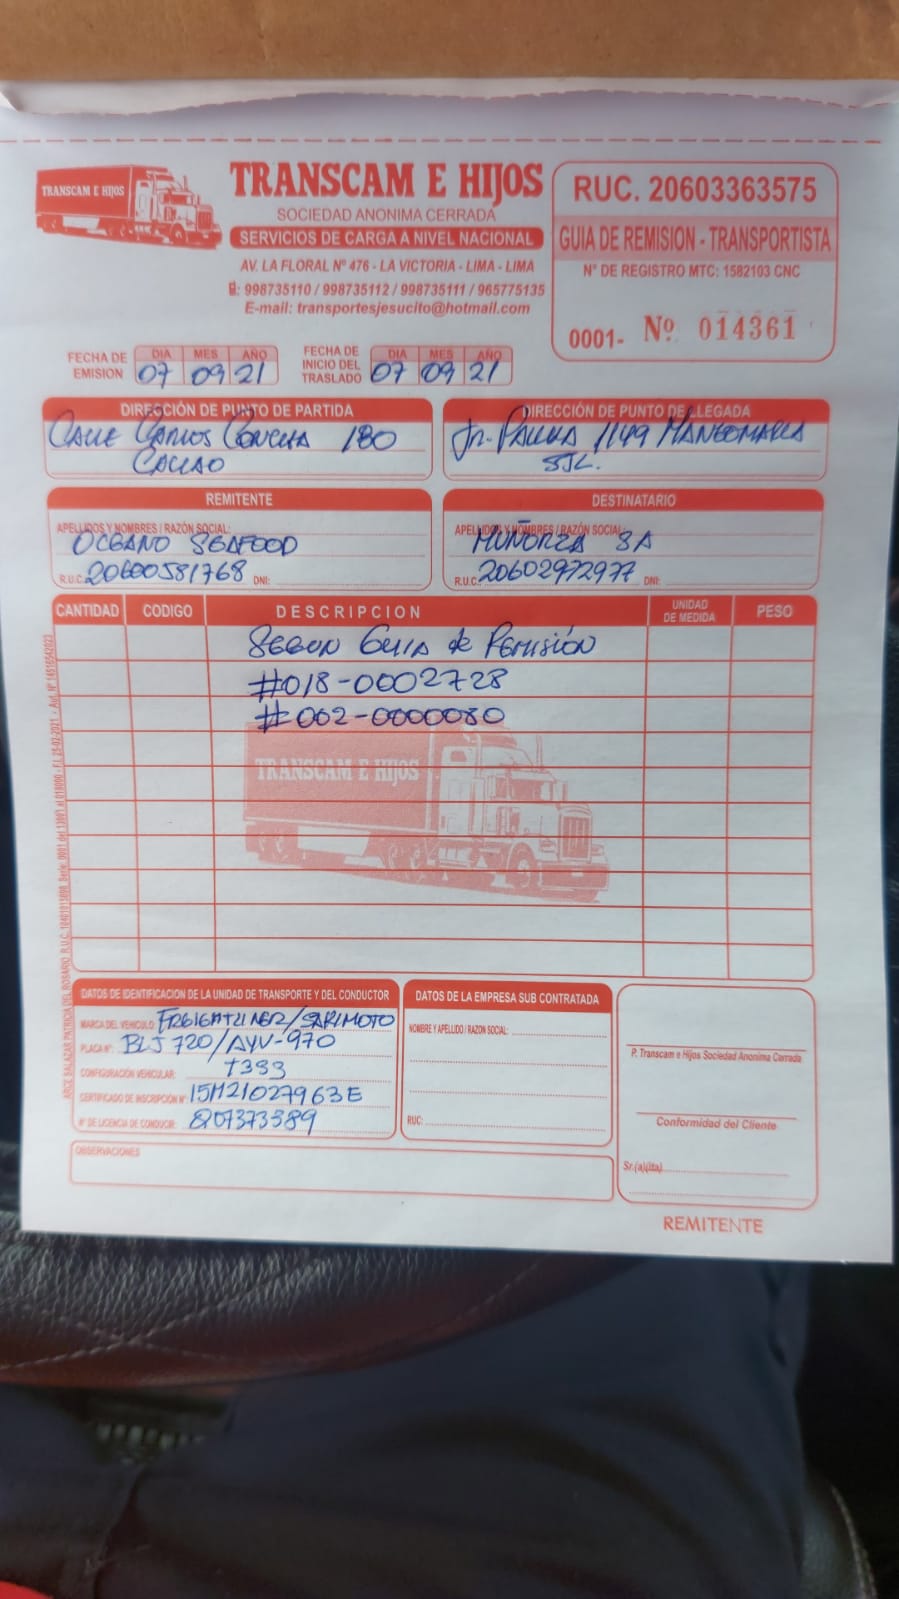 TRANSCAM E HIJOS
TRANSCAM E HIJOS
SOCIEDAD ANONIMA CERRADA
SERVICIOS DE CARGA A NIVEL NACIONAL
AV. LA FLORAL Nº 476 - LA VICTORIA - LIMA - LIMA
: 998735110 / 998735112 / 998735111 / 965775135
E-mail: transportesjesucito@hotmail.com
RUC. 20603363575
GUIA DE REMISION - TRANSPORTISTA
N° DE REGISTRO MTC: 1582103 CNC
0001- Nº 014361
FECHA DE EMISION DIA MES AÑO
07 09 21
FECHA DE INICIO DEL TRASLADO DIA MES AÑO
07 09 21
DIRECCIÓN DE PUNTO DE PARTIDA
Calle Carlos Concha 180
Callao
DIRECCIÓN DE PUNTO DE LLEGADA
Jr. 1149
SJL.
REMITENTE
APELLIDOS Y NOMBRES / RAZÓN SOCIAL:
OCEANO SEAFOOD
R.U.C. 20600581768 DNI:
DESTINATARIO
APELLIDOS Y NOMBRES / RAZÓN SOCIAL:
SA
R.U.C. 20602972977 DNI:
CANTIDAD CODIGO DESCRIPCION UNIDAD DE MEDIDA PESO
SEGUN GUIA de REMISIÓN
#018-0002728
#002-0000080
TRANSCAM E HIJOS
DATOS DE IDENTIFICACION DE LA UNIDAD DE TRANSPORTE Y DEL CONDUCTOR
MARCA DEL VEHICULO:
PLACA Nº: BLJ 720/AYV-970
CONFIGURACIÓN VEHICULAR: T3S3
CERTIFICADO DE INSCRIPCIÓN Nº: 15M21027963E
Nº DE LICENCIA DE CONDUCIR: Q07373589
OBSERVACIONES
DATOS DE LA EMPRESA SUB CONTRATADA
NOMBRE Y APELLIDO / RAZON SOCIAL:
RUC:
P. Transcam e Hijos Sociedad Anonima Cerrada
Conformidad del Cliente
Sr.(a)(ita)
REMITENTE